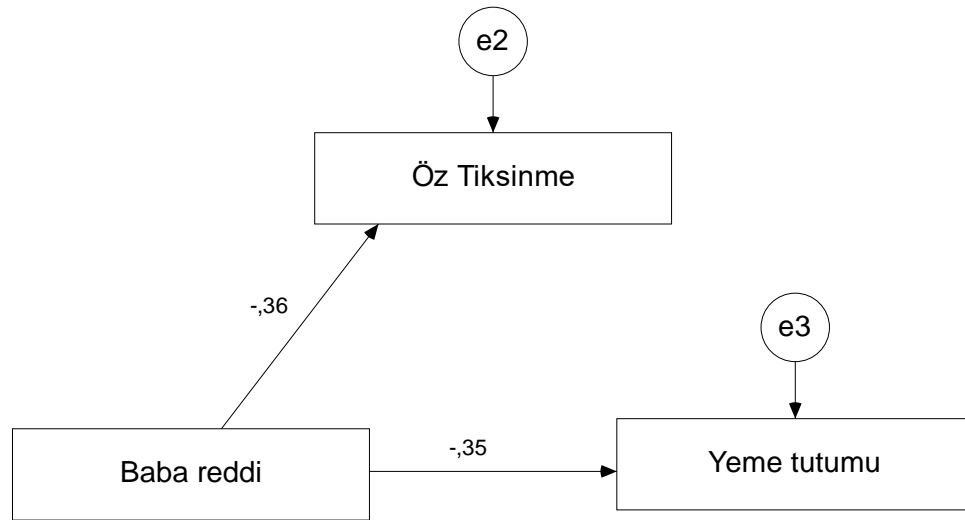 e2
Öz Tiksinme
-,36
e3
Baba reddi
-,35
Yeme tutumu